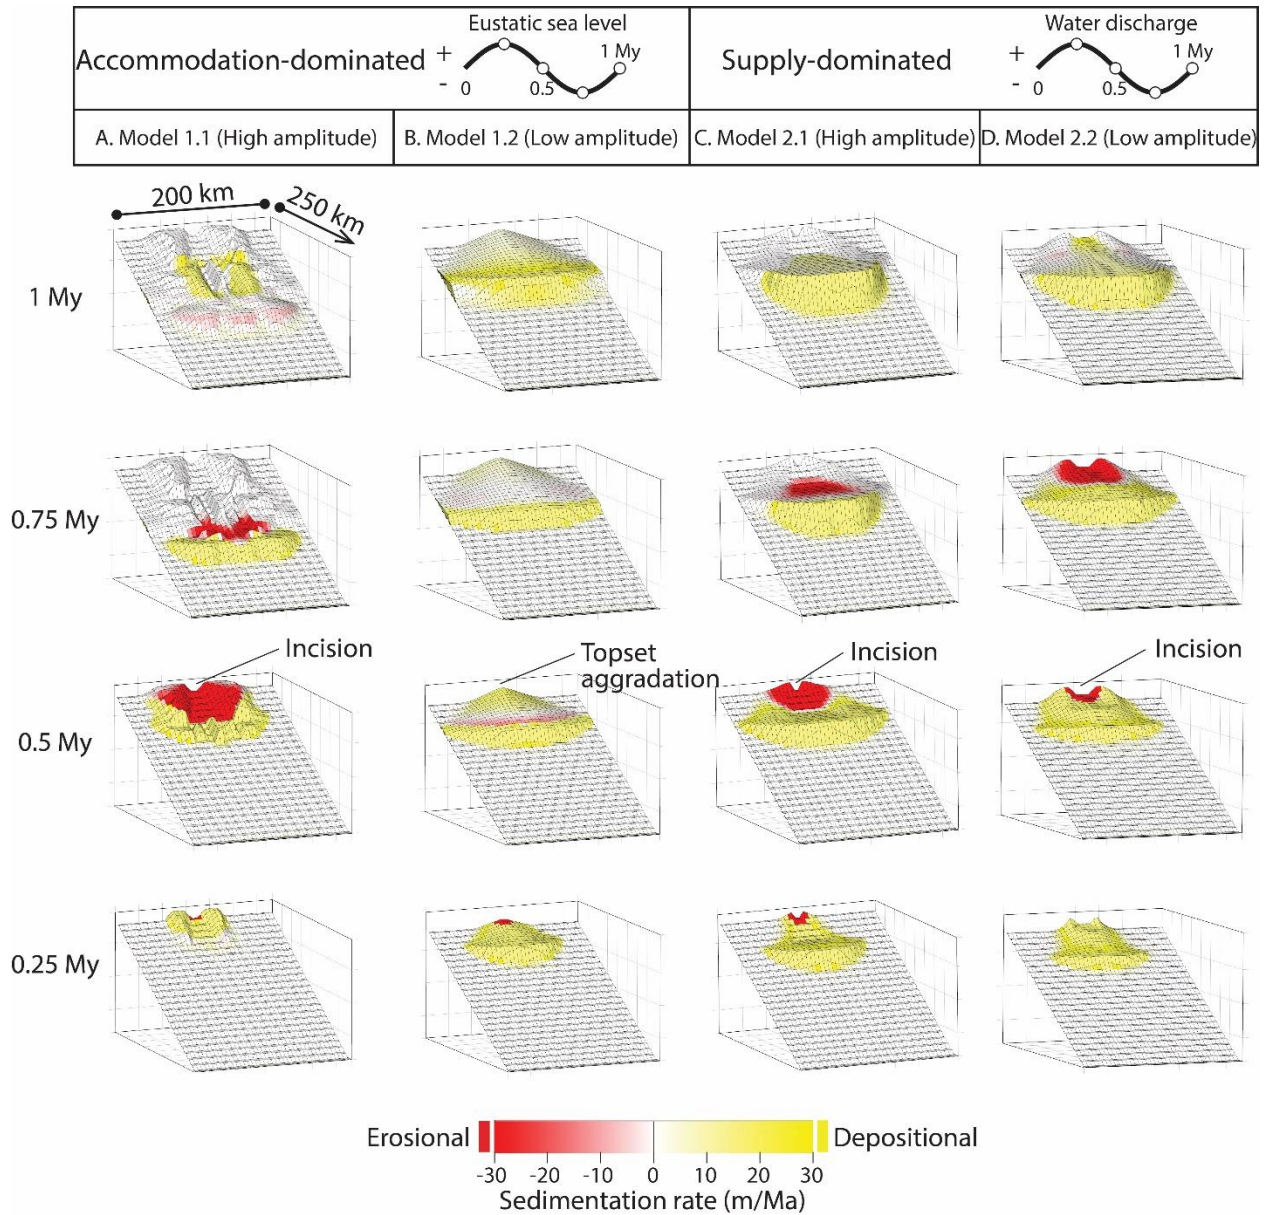 Eustatic sea level
Water discharge
Accommodation-dominated
+
-
0
0.5
1 My
Supply-dominated
+
-
0
0.5
1 My
A. Model 1.1 (High amplitude)
B. Model 1.2 (Low amplitude)
C. Model 2.1 (High amplitude)
D. Model 2.2 (Low amplitude)
200 km
250 km
1 My
0.75 My
Incision
Topset
aggradation
Incision
Incision
0.5 My
0.25 My
Erosional
Depositional
-30 -20 -10 0 10 20 30
Sedimentation rate (m/Ma)